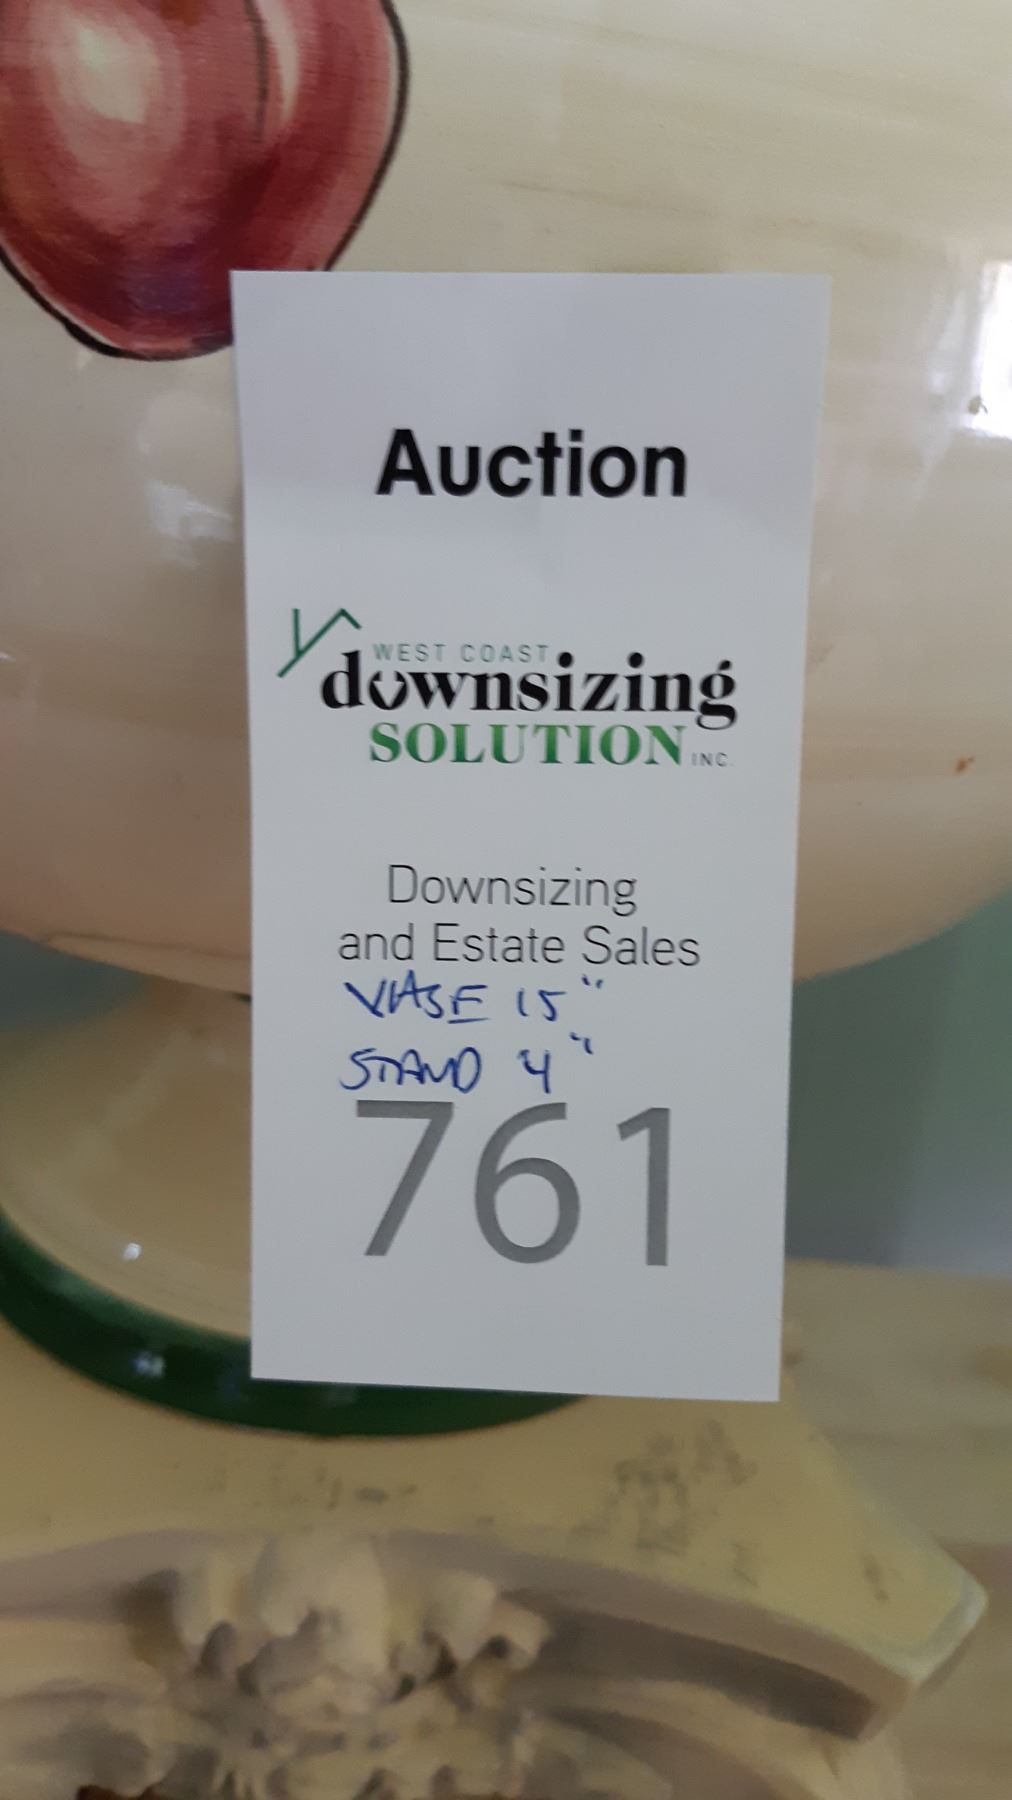 Auction
WEST COAST
downsizing
SOLUTION INC.
Downsizing
and Estate Sales
VASE 15"
STAND 4"
761